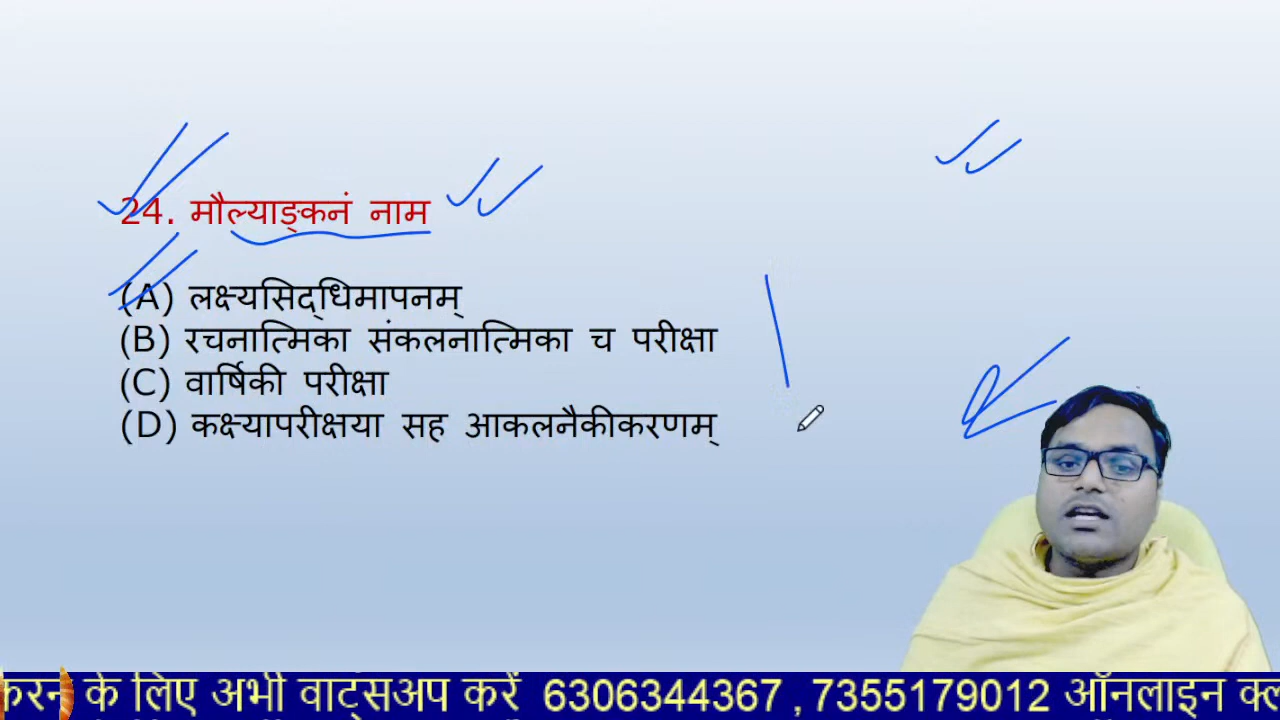 24. मौल्याङ्कनं नाम
(A) लक्ष्यसिद्धिमापनम्
(B) रचनात्मिका संकलनात्मिका च परीक्षा
(C) वार्षिकी परीक्षा
(D) कक्ष्यापरीक्षया सह आकलनैकीकरणम्
करन के लिए अभी वाट्सअप करें 6306344367 , 7355179012 ऑनलाइन क्ल